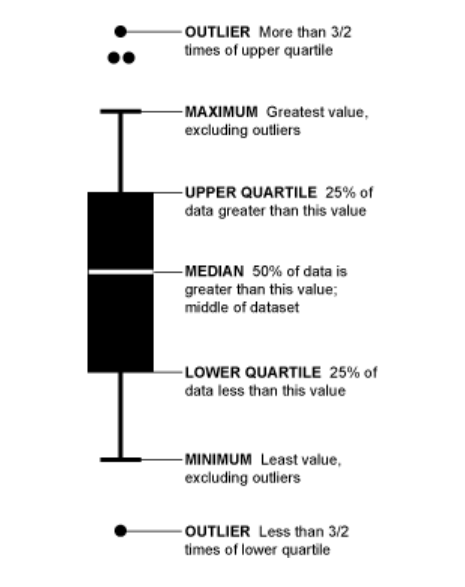 OUTLIER More than 3/2
times of upper quartile
MAXIMUM Greatest value,
excluding outliers
UPPER QUARTILE 25% of
data greater than this value
MEDIAN 50% of data is
greater than this value;
middle of dataset
LOWER QUARTILE 25% of
data less than this value
MINIMUM Least value,
excluding outliers
OUTLIER Less than 3/2
times of lower quartile